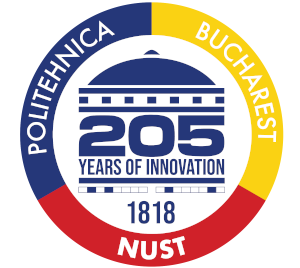 POLITEHNICA
BUCHAREST
205
YEARS OF INNOVATION
1818
NUST